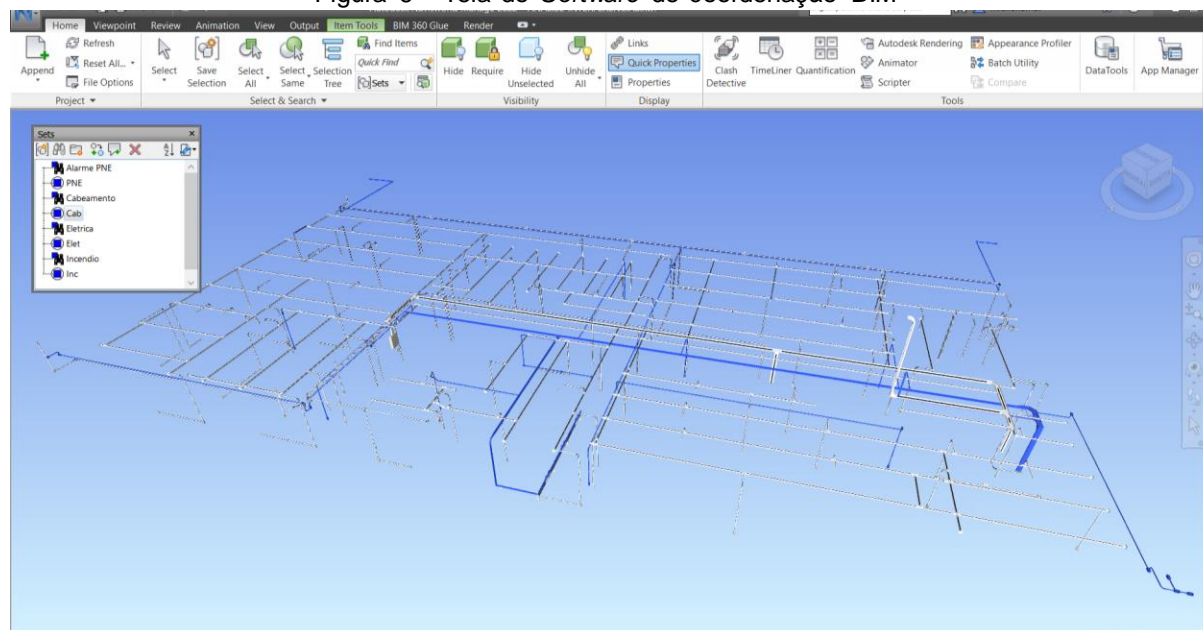 Figura 3 - Tela do Software de coordenação BIM
Home Viewpoint Review Animation View Output Item Tools BIM 360 Glue Render
Append
Refresh
Reset All...
File Options
Project
Select
Save Selection
Select All
Select Same
Selection Tree
Find Items
Quick Find
Sets
Select & Search
Hide
Require
Hide Unselected
Unhide All
Visibility
Links
Quick Properties
Properties
Display
Clash Detective
TimeLiner
Quantification
Autodesk Rendering
Animator
Scripter
Appearance Profiler
Batch Utility
Compare
Tools
DataTools
App Manager
Sets
Alarme PNE
PNE
Cabeamento
Cab
Eletrica
Elet
Incendio
Inc